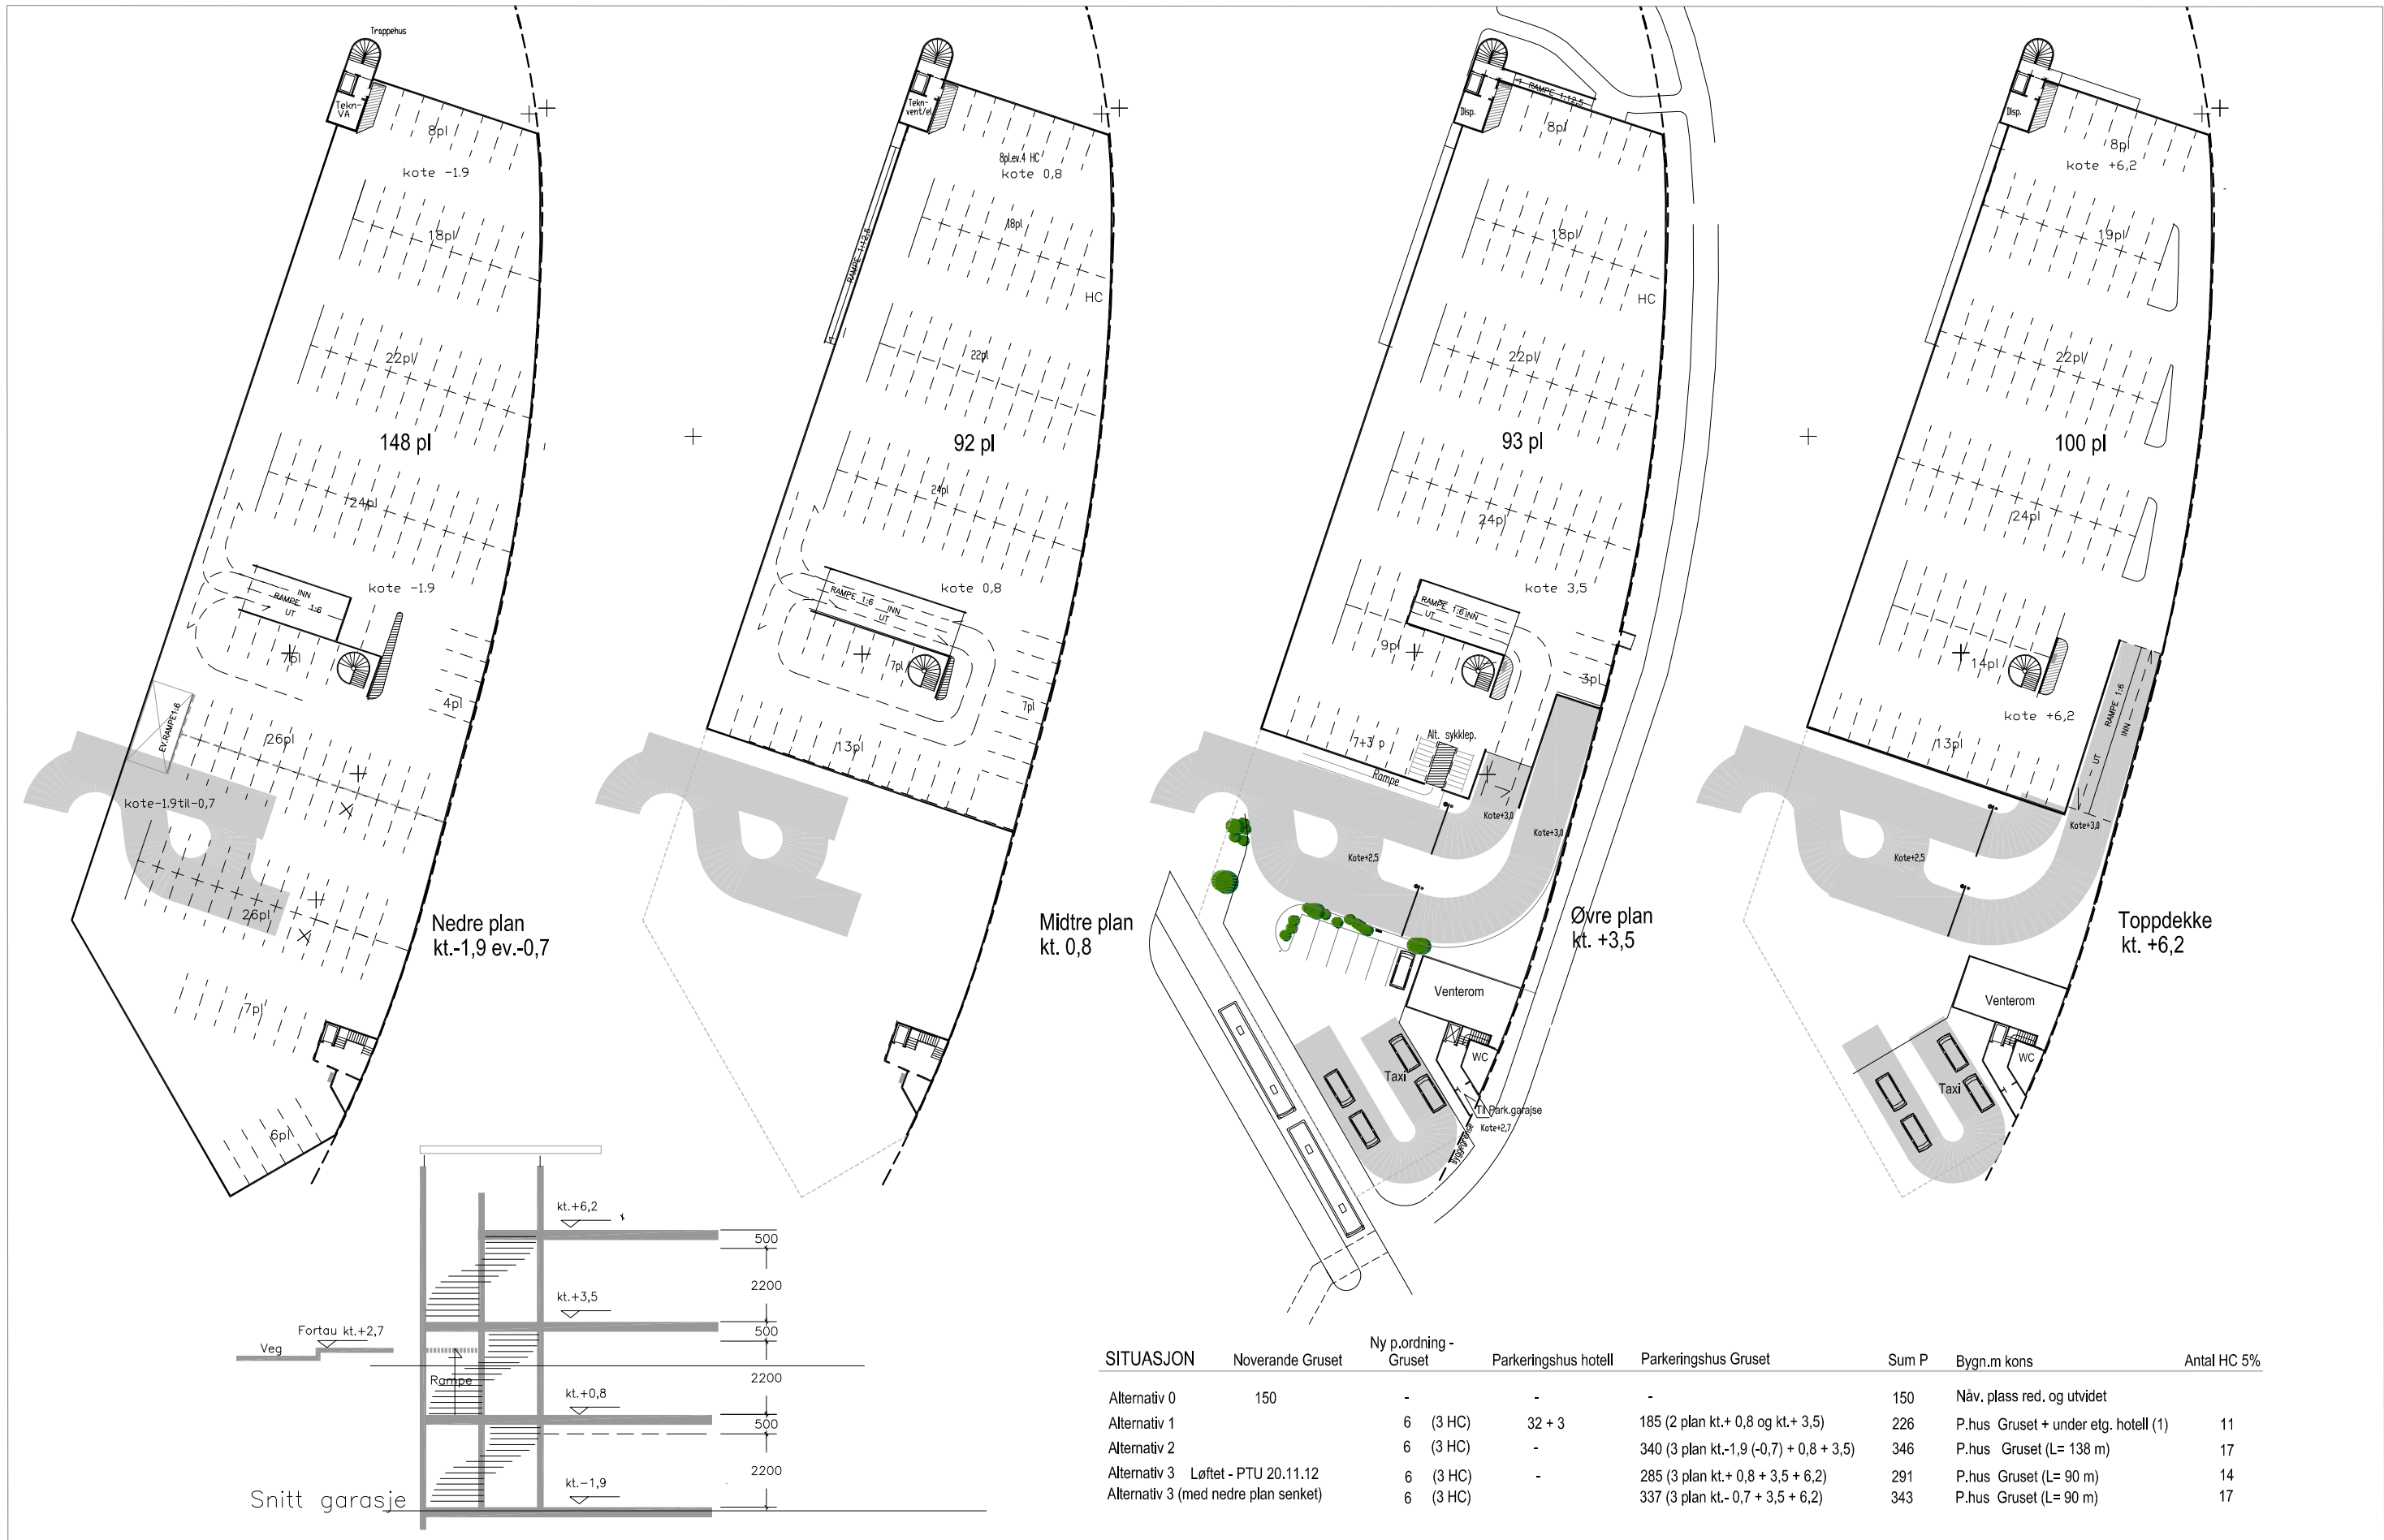 Trappehus
Tekn-
VA
8pl
kote -1.9
18pl
22pl
148 pl
24pl
kote -1.9
INN
RAMPE 1:6
UT
7pl
4pl
EV.RAMPE1:6
26pl
kote-1.9til-0,7
26pl
Nedre plan
kt.-1,9 ev.-0,7
7pl
6pl
Tekn-
vent/el
8pl.ev.4 HC
kote 0,8
18pl
RAMPE 1:12,5
HC
22pl
92 pl
24pl
kote 0,8
RAMPE 1:6 INN
UT
7pl
7pl
13pl
Midtre plan
kt. 0,8
RAMPE 1:12,5
Disp.
8pl
18pl
HC
22pl
93 pl
24pl
kote 3,5
RAMPE 1:6 INN
UT
9pl
3pl
7+3 p
Alt. sykklep.
Rampe
Kote+3,0
Kote+3,0
Kote+2,5
Øvre plan
kt. +3,5
Venterom
WC
Taxi
Til Park.garajse
Kote+2,7
Byggegrense
Disp.
8pl
kote +6,2
19pl
22pl
100 pl
24pl
14pl
kote +6,2
RAMPE 1:6
UT
INN
13pl
Kote+3,0
Kote+2,5
Toppdekke
kt. +6,2
Venterom
WC
Taxi
kt.+6,2
500
2200
kt.+3,5
500
Fortau kt.+2,7
Veg
Rampe
2200
kt.+0,8
500
2200
kt.-1,9
Snitt garasje
SITUASJON Noverande Gruset Ny p.ordning - Gruset Parkeringshus hotell Parkeringshus Gruset Sum P Bygn.m kons Antal HC 5%
Alternativ 0 150 - - - 150 Nåv. plass red. og utvidet
Alternativ 1 6 (3 HC) 32 + 3 185 (2 plan kt.+ 0,8 og kt.+ 3,5) 226 P.hus Gruset + under etg. hotell (1) 11
Alternativ 2 6 (3 HC) - 340 (3 plan kt.-1,9 (-0,7) + 0,8 + 3,5) 346 P.hus Gruset (L= 138 m) 17
Alternativ 3 Løftet - PTU 20.11.12 6 (3 HC) - 285 (3 plan kt.+ 0,8 + 3,5 + 6,2) 291 P.hus Gruset (L= 90 m) 14
Alternativ 3 (med nedre plan senket) 6 (3 HC) 337 (3 plan kt.- 0,7 + 3,5 + 6,2) 343 P.hus Gruset (L= 90 m) 17